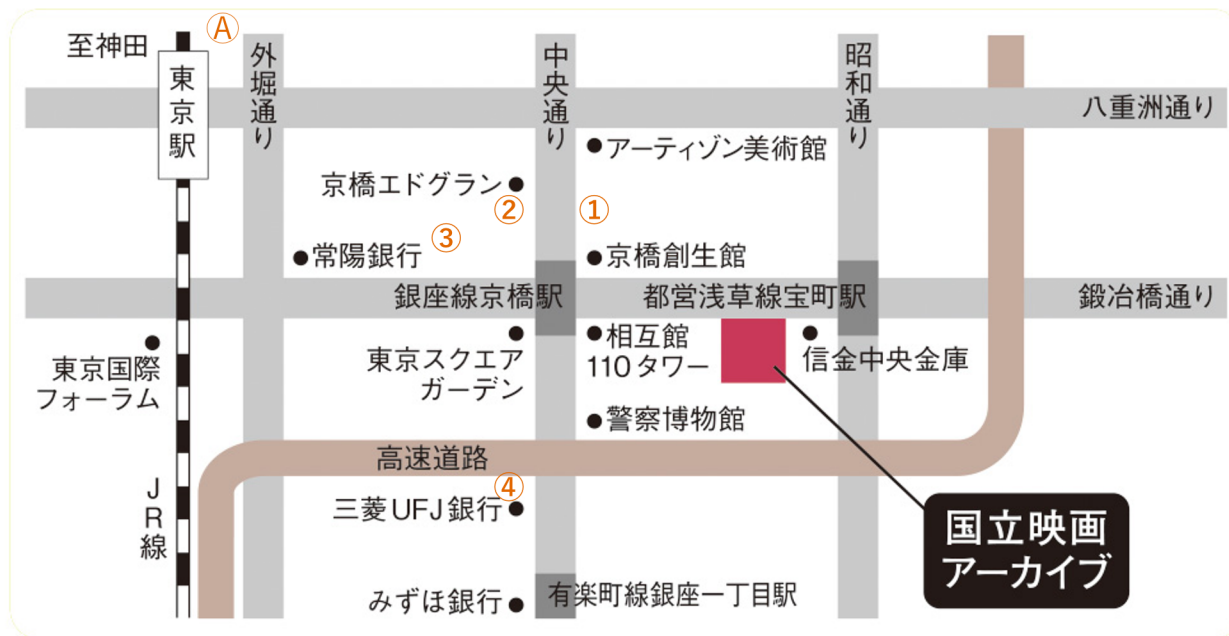 Ⓐ
至神田
東京駅
外堀通り
中央通り
昭和通り
八重洲通り
アーティゾン美術館
京橋エドグラン
②
①
③
常陽銀行
京橋創生館
銀座線京橋駅
都営浅草線宝町駅
鍛冶橋通り
東京国際
フォーラム
東京スクエア
ガーデン
相互館
110タワー
信金中央金庫
警察博物館
高速道路
④
三菱UFJ銀行
JR線
国立映画
アーカイブ
みずほ銀行
有楽町線銀座一丁目駅